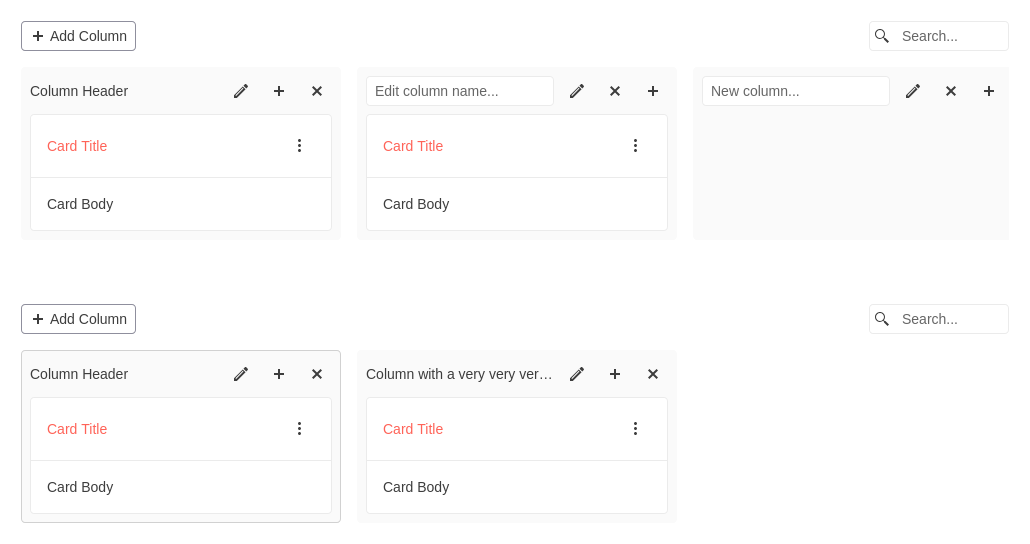 Add Column
Search...
Column Header
Edit column name...
New column...
Card Title
Card Title
Card Body
Card Body
Add Column
Search...
Column Header
Column with a very very ver…
Card Title
Card Title
Card Body
Card Body